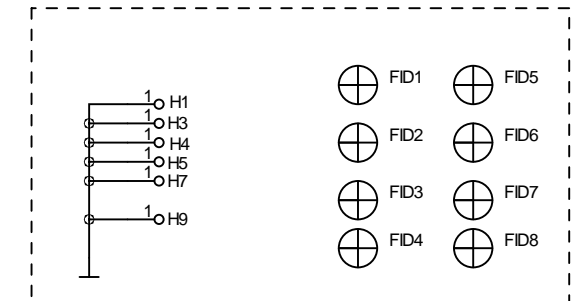 1 H1
1 H3
1 H4
1 H5
1 H7
1 H9
FID1 FID5
FID2 FID6
FID3 FID7
FID4 FID8